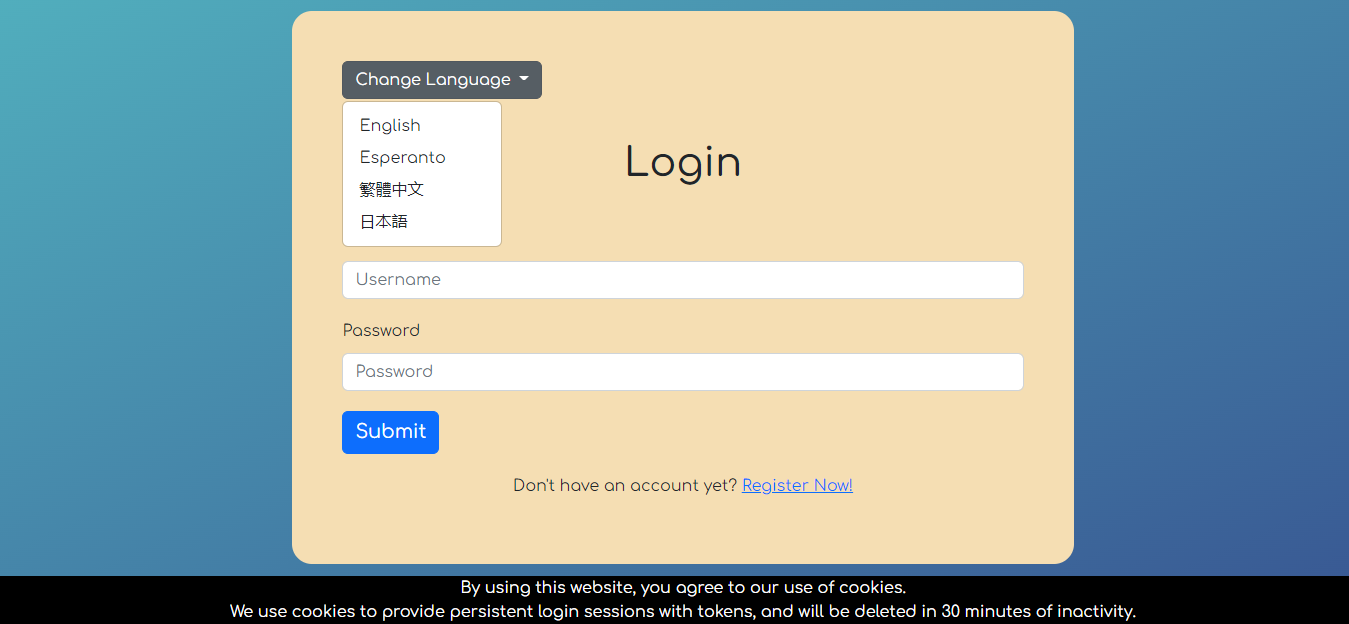 Change Language
English
Esperanto
繁體中文
日本語
Login
Username
Password
Password
Submit
Don't have an account yet? Register Now!
By using this website, you agree to our use of cookies.
We use cookies to provide persistent login sessions with tokens, and will be deleted in 30 minutes of inactivity.